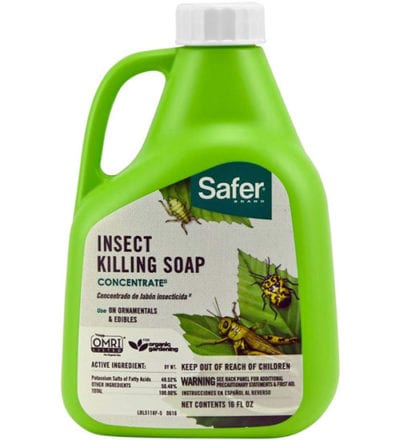 Safer®
BRAND
INSECT
KILLING SOAP
CONCENTRATE
Concentrado de Jabón insecticida
Use ON ORNAMENTALS
& EDIBLES
OMRI
LISTED
FOR organic
gardening
ACTIVE INGREDIENT: BY WT.
Potassium Salts of Fatty Acids 49.52%
OTHER INGREDIENTS 50.48%
TOTAL 100.00%
KEEP OUT OF REACH OF CHILDREN
WARNING SEE BACK PANEL FOR ADDITIONAL
PRECAUTIONARY STATEMENTS & FIRST AID.
INSTRUCCIONES EN ESPAÑOL AL REVERSO
NET CONTENTS 16 FL OZ